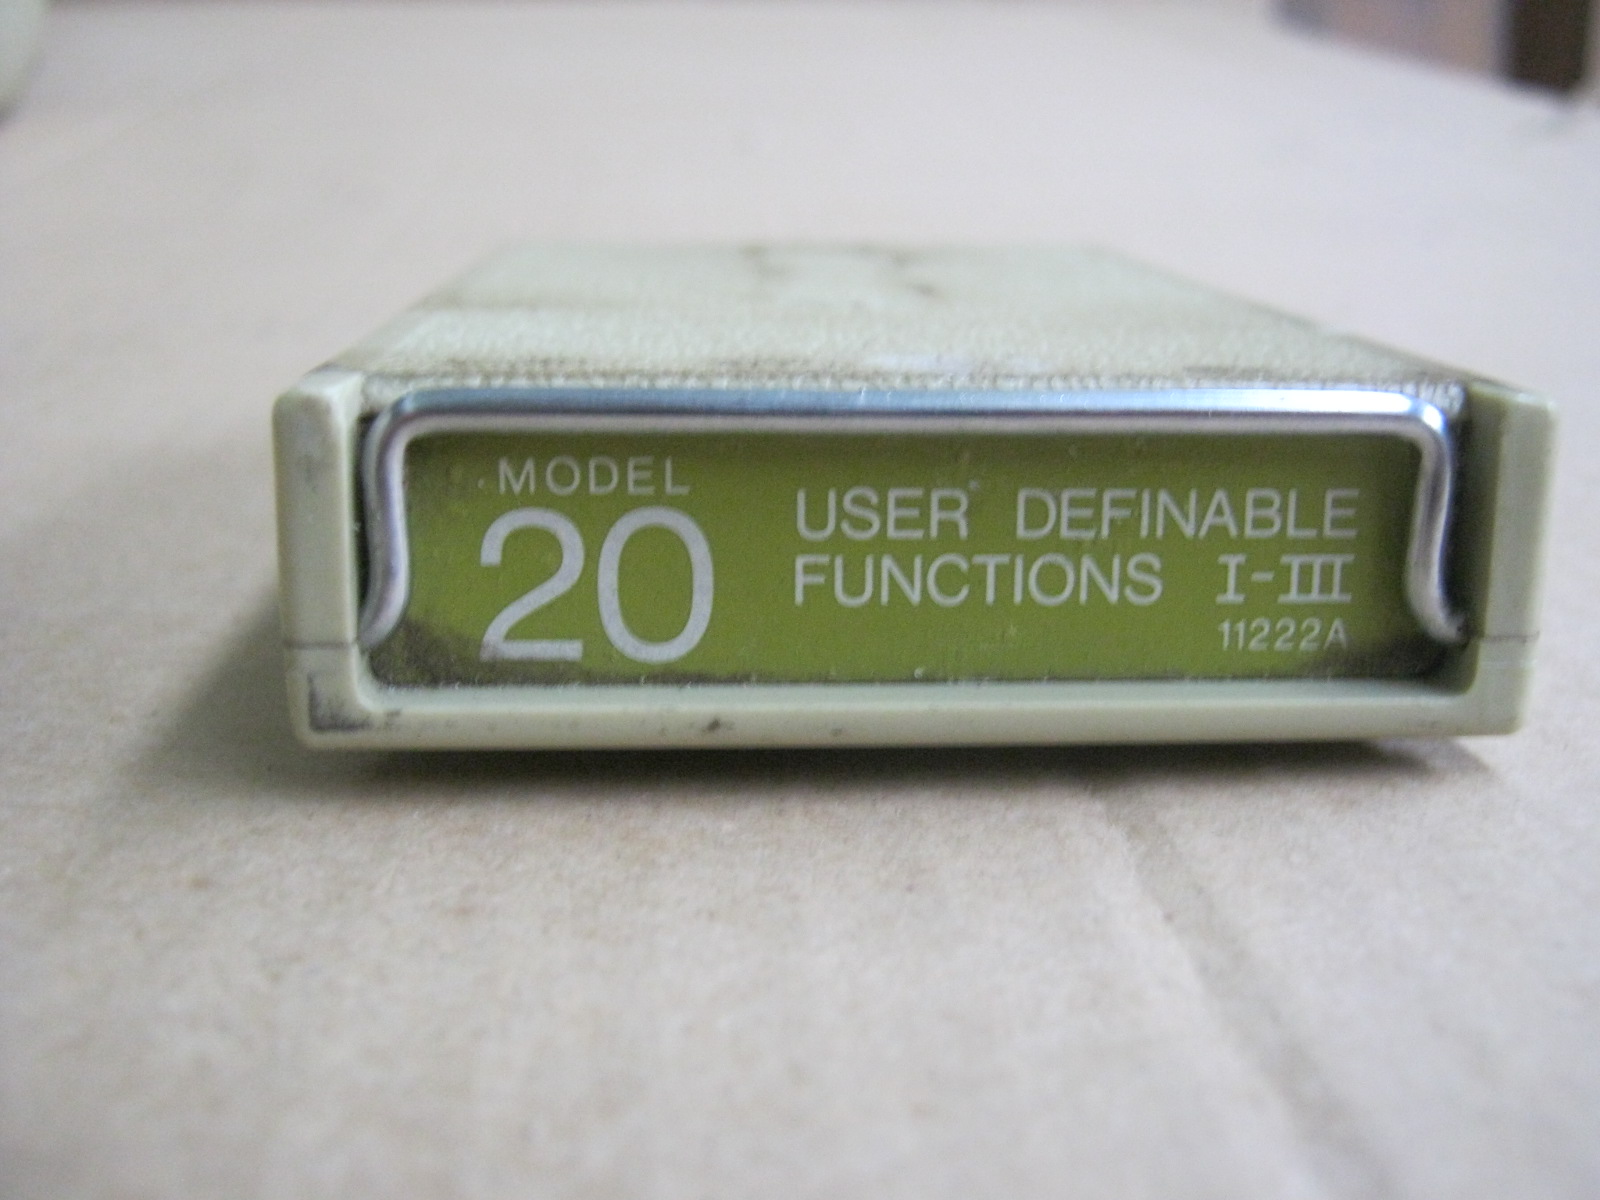 MODEL
20
USER DEFINABLE
FUNCTIONS I-III
11222A